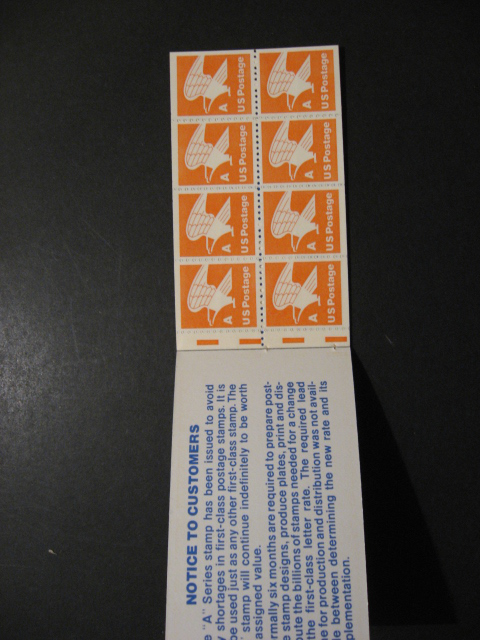 A
US Postage
A
US Postage
A
US Postage
A
US Postage
A
US Postage
A
US Postage
A
US Postage
A
US Postage
NOTICE TO CUSTOMERS
"A" Series stamp has been issued to avoid
shortages in first-class postage stamps. It is
be used just as any other first-class stamp. The
stamp will continue indefinitely to be worth
assigned value.
six months are required to prepare post-
stamp designs, produce plates, print and dis-
the billions of stamps needed for a change
the first-class letter rate. The required lead
for production and distribution was not avail-
between determining the new rate and its